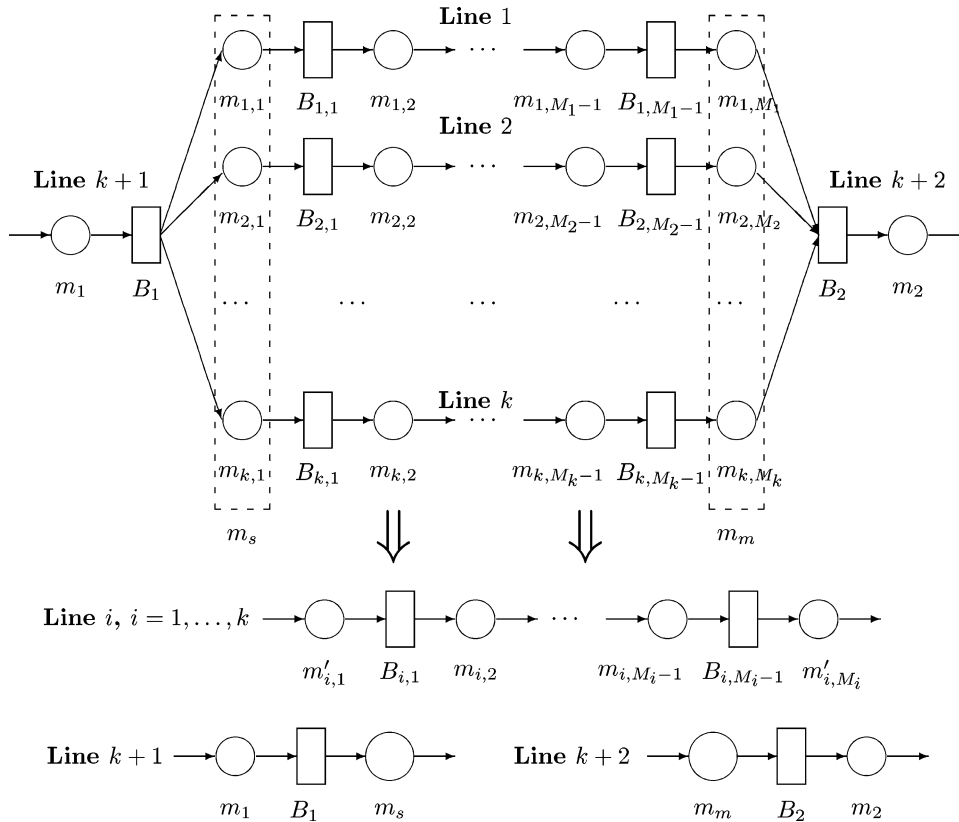 Line 1
m_{1,1} B_{1,1} m_{1,2} ⋯ m_{1,M_1−1} B_{1,M_1−1} m_{1,M_1}
Line 2
m_{2,1} B_{2,1} m_{2,2} ⋯ m_{2,M_2−1} B_{2,M_2−1} m_{2,M_2}
Line k + 1
Line k + 2
m_1 B_1
B_2 m_2
⋯ ⋯ ⋯ ⋯ ⋯
Line k
m_{k,1} B_{k,1} m_{k,2} ⋯ m_{k,M_k−1} B_{k,M_k−1} m_{k,M_k}
m_s m_m
Line i, i = 1, . . . , k
m′_{i,1} B_{i,1} m_{i,2} ⋯ m_{i,M_i−1} B_{i,M_i−1} m′_{i,M_i}
Line k + 1
m_1 B_1 m_s
Line k + 2
m_m B_2 m_2